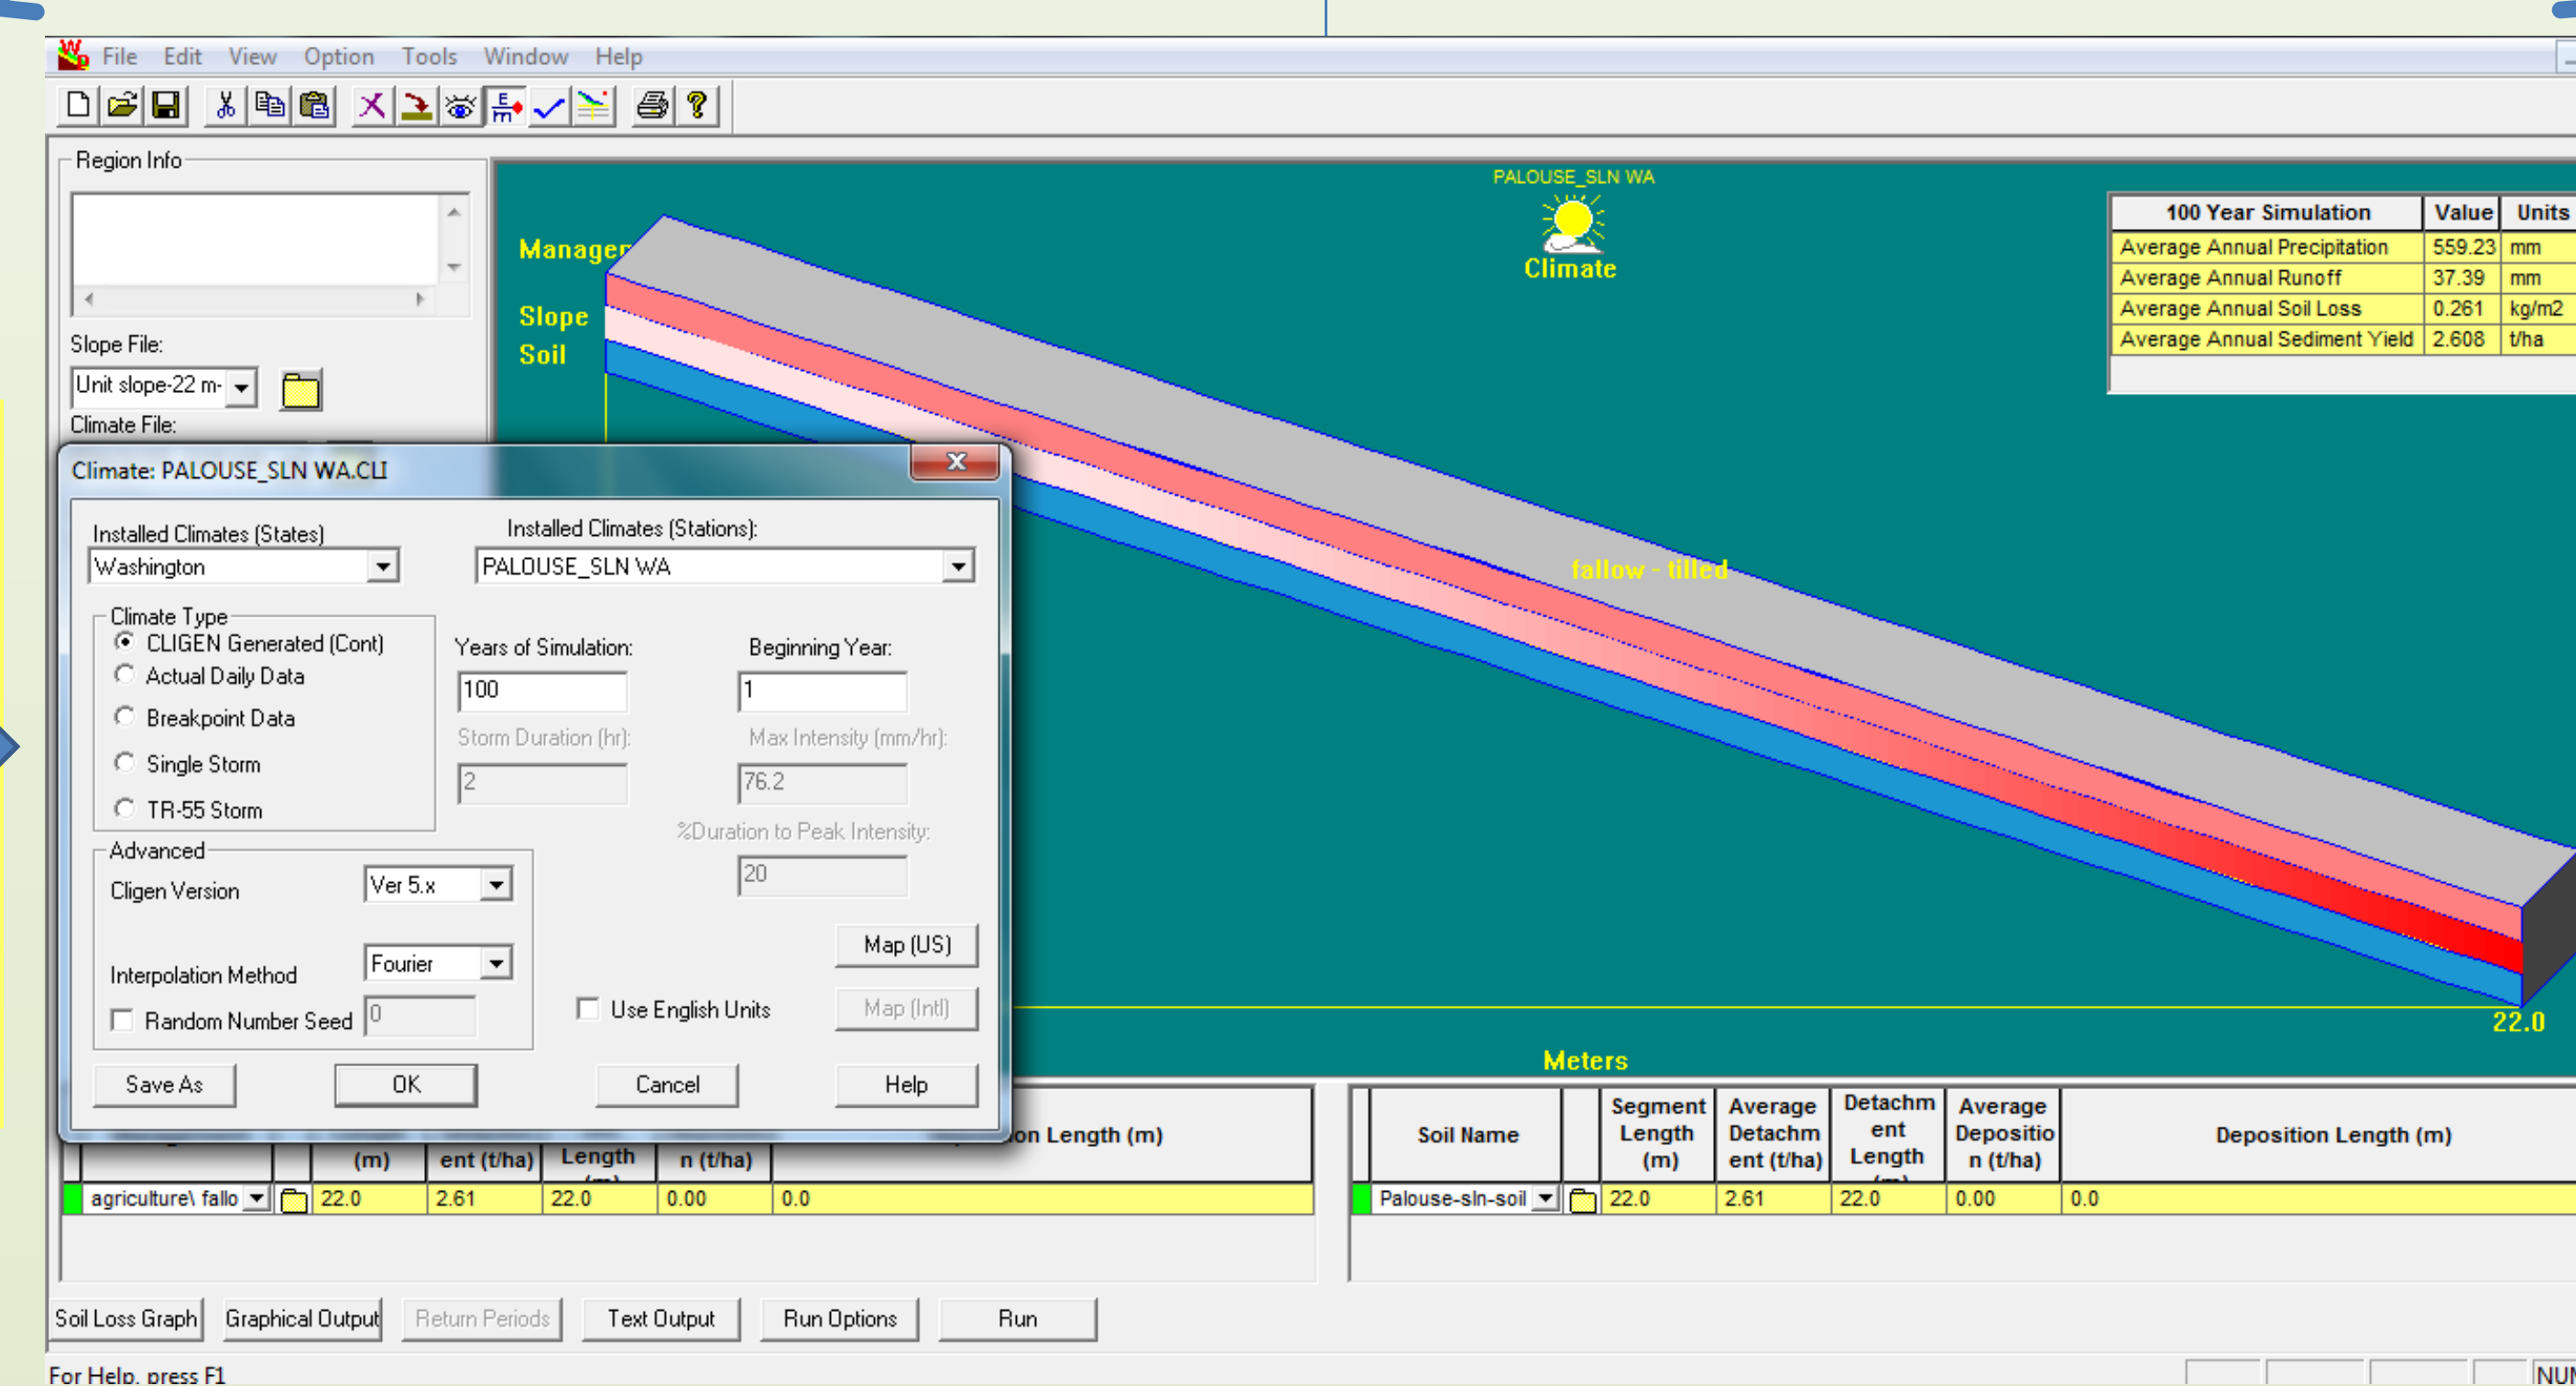 File Edit View Option Tools Window Help
Region Info
Slope File:
Unit slope-22 m-
Climate File:
PALOUSE_SLN WA
Climate
Manager
Slope
Soil
fallow - tilled
22.0
Meters
100 Year Simulation Value Units
Average Annual Precipitation 559.23 mm
Average Annual Runoff 37.39 mm
Average Annual Soil Loss 0.261 kg/m2
Average Annual Sediment Yield 2.608 t/ha
Climate: PALOUSE_SLN WA.CLI
Installed Climates (States) Installed Climates (Stations):
Washington PALOUSE_SLN WA
Climate Type
CLIGEN Generated (Cont)
Actual Daily Data
Breakpoint Data
Single Storm
TR-55 Storm
Years of Simulation: Beginning Year:
100 1
Storm Duration (hr): Max Intensity (mm/hr):
2 76.2
%Duration to Peak Intensity:
20
Advanced
Cligen Version Ver 5.x
Interpolation Method Fourier
Random Number Seed 0
Use English Units
Map (US)
Map (Intl)
Save As OK Cancel Help
(m) ent (t/ha) Length n (t/ha) on Length (m)
agriculture\ fallo 22.0 2.61 22.0 0.00 0.0
Soil Name
Segment Length (m)
Average Detachm ent (t/ha)
Detachm ent Length
Average Depositio n (t/ha)
Deposition Length (m)
Palouse-sln-soil 22.0 2.61 22.0 0.00 0.0
Soil Loss Graph Graphical Output Return Periods Text Output Run Options Run
For Help, press F1